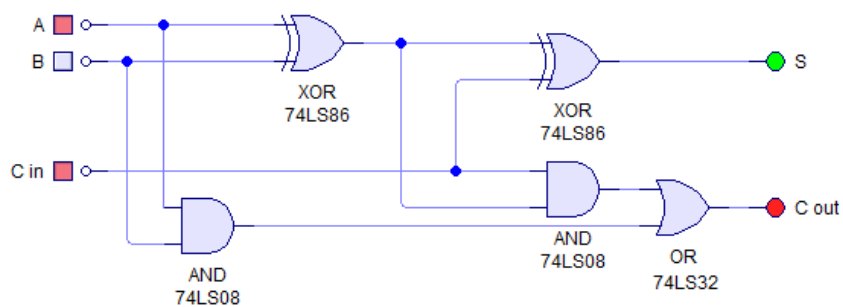 A
B
XOR
74LS86
XOR
74LS86
S
C in
AND
74LS08
AND
74LS08
OR
74LS32
C out